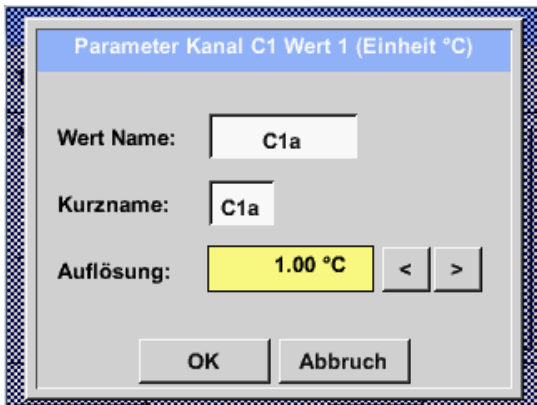 Parameter Kanal C1 Wert 1 (Einheit °C)
Wert Name: C1a
Kurzname: C1a
Auflösung: 1.00 °C < >
OK Abbruch